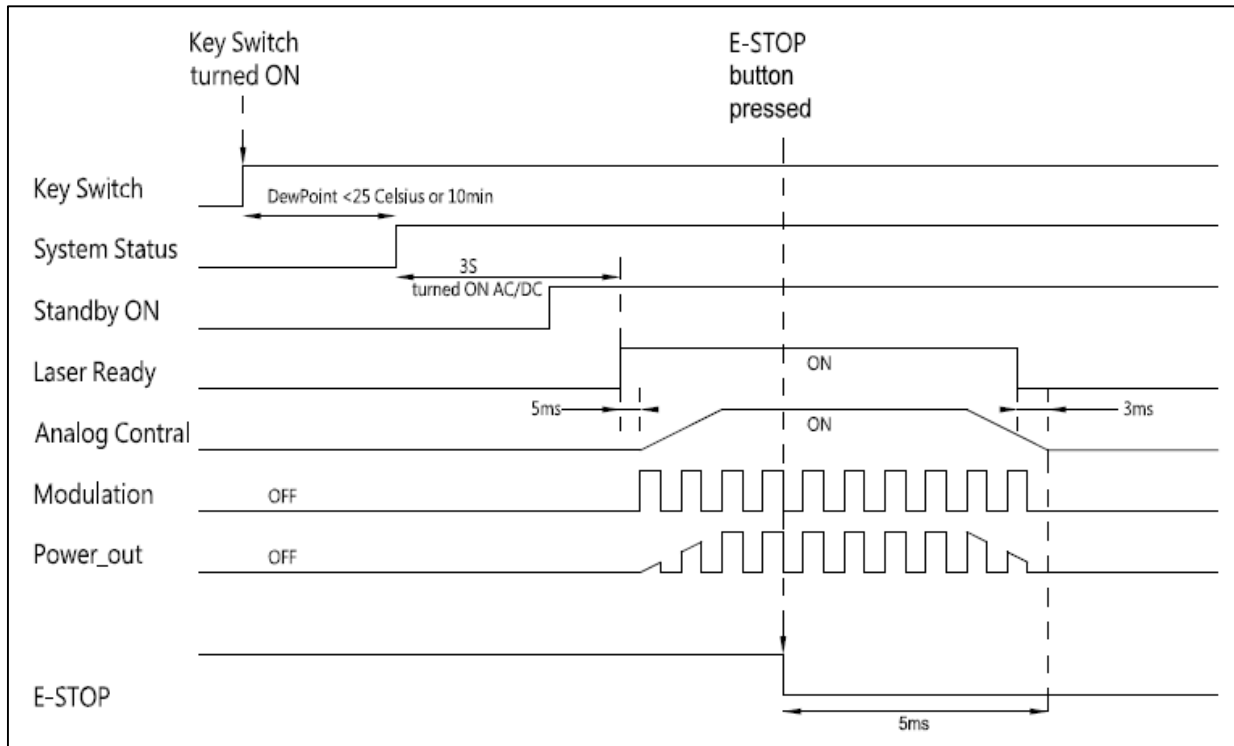 Key Switch
turned ON
E-STOP
button
pressed
Key Switch
DewPoint <25 Celsius or 10min
System Status
3S
turned ON AC/DC
Standby ON
Laser Ready
ON
5ms
3ms
Analog Contral
ON
Modulation
OFF
Power_out
OFF
E-STOP
5ms